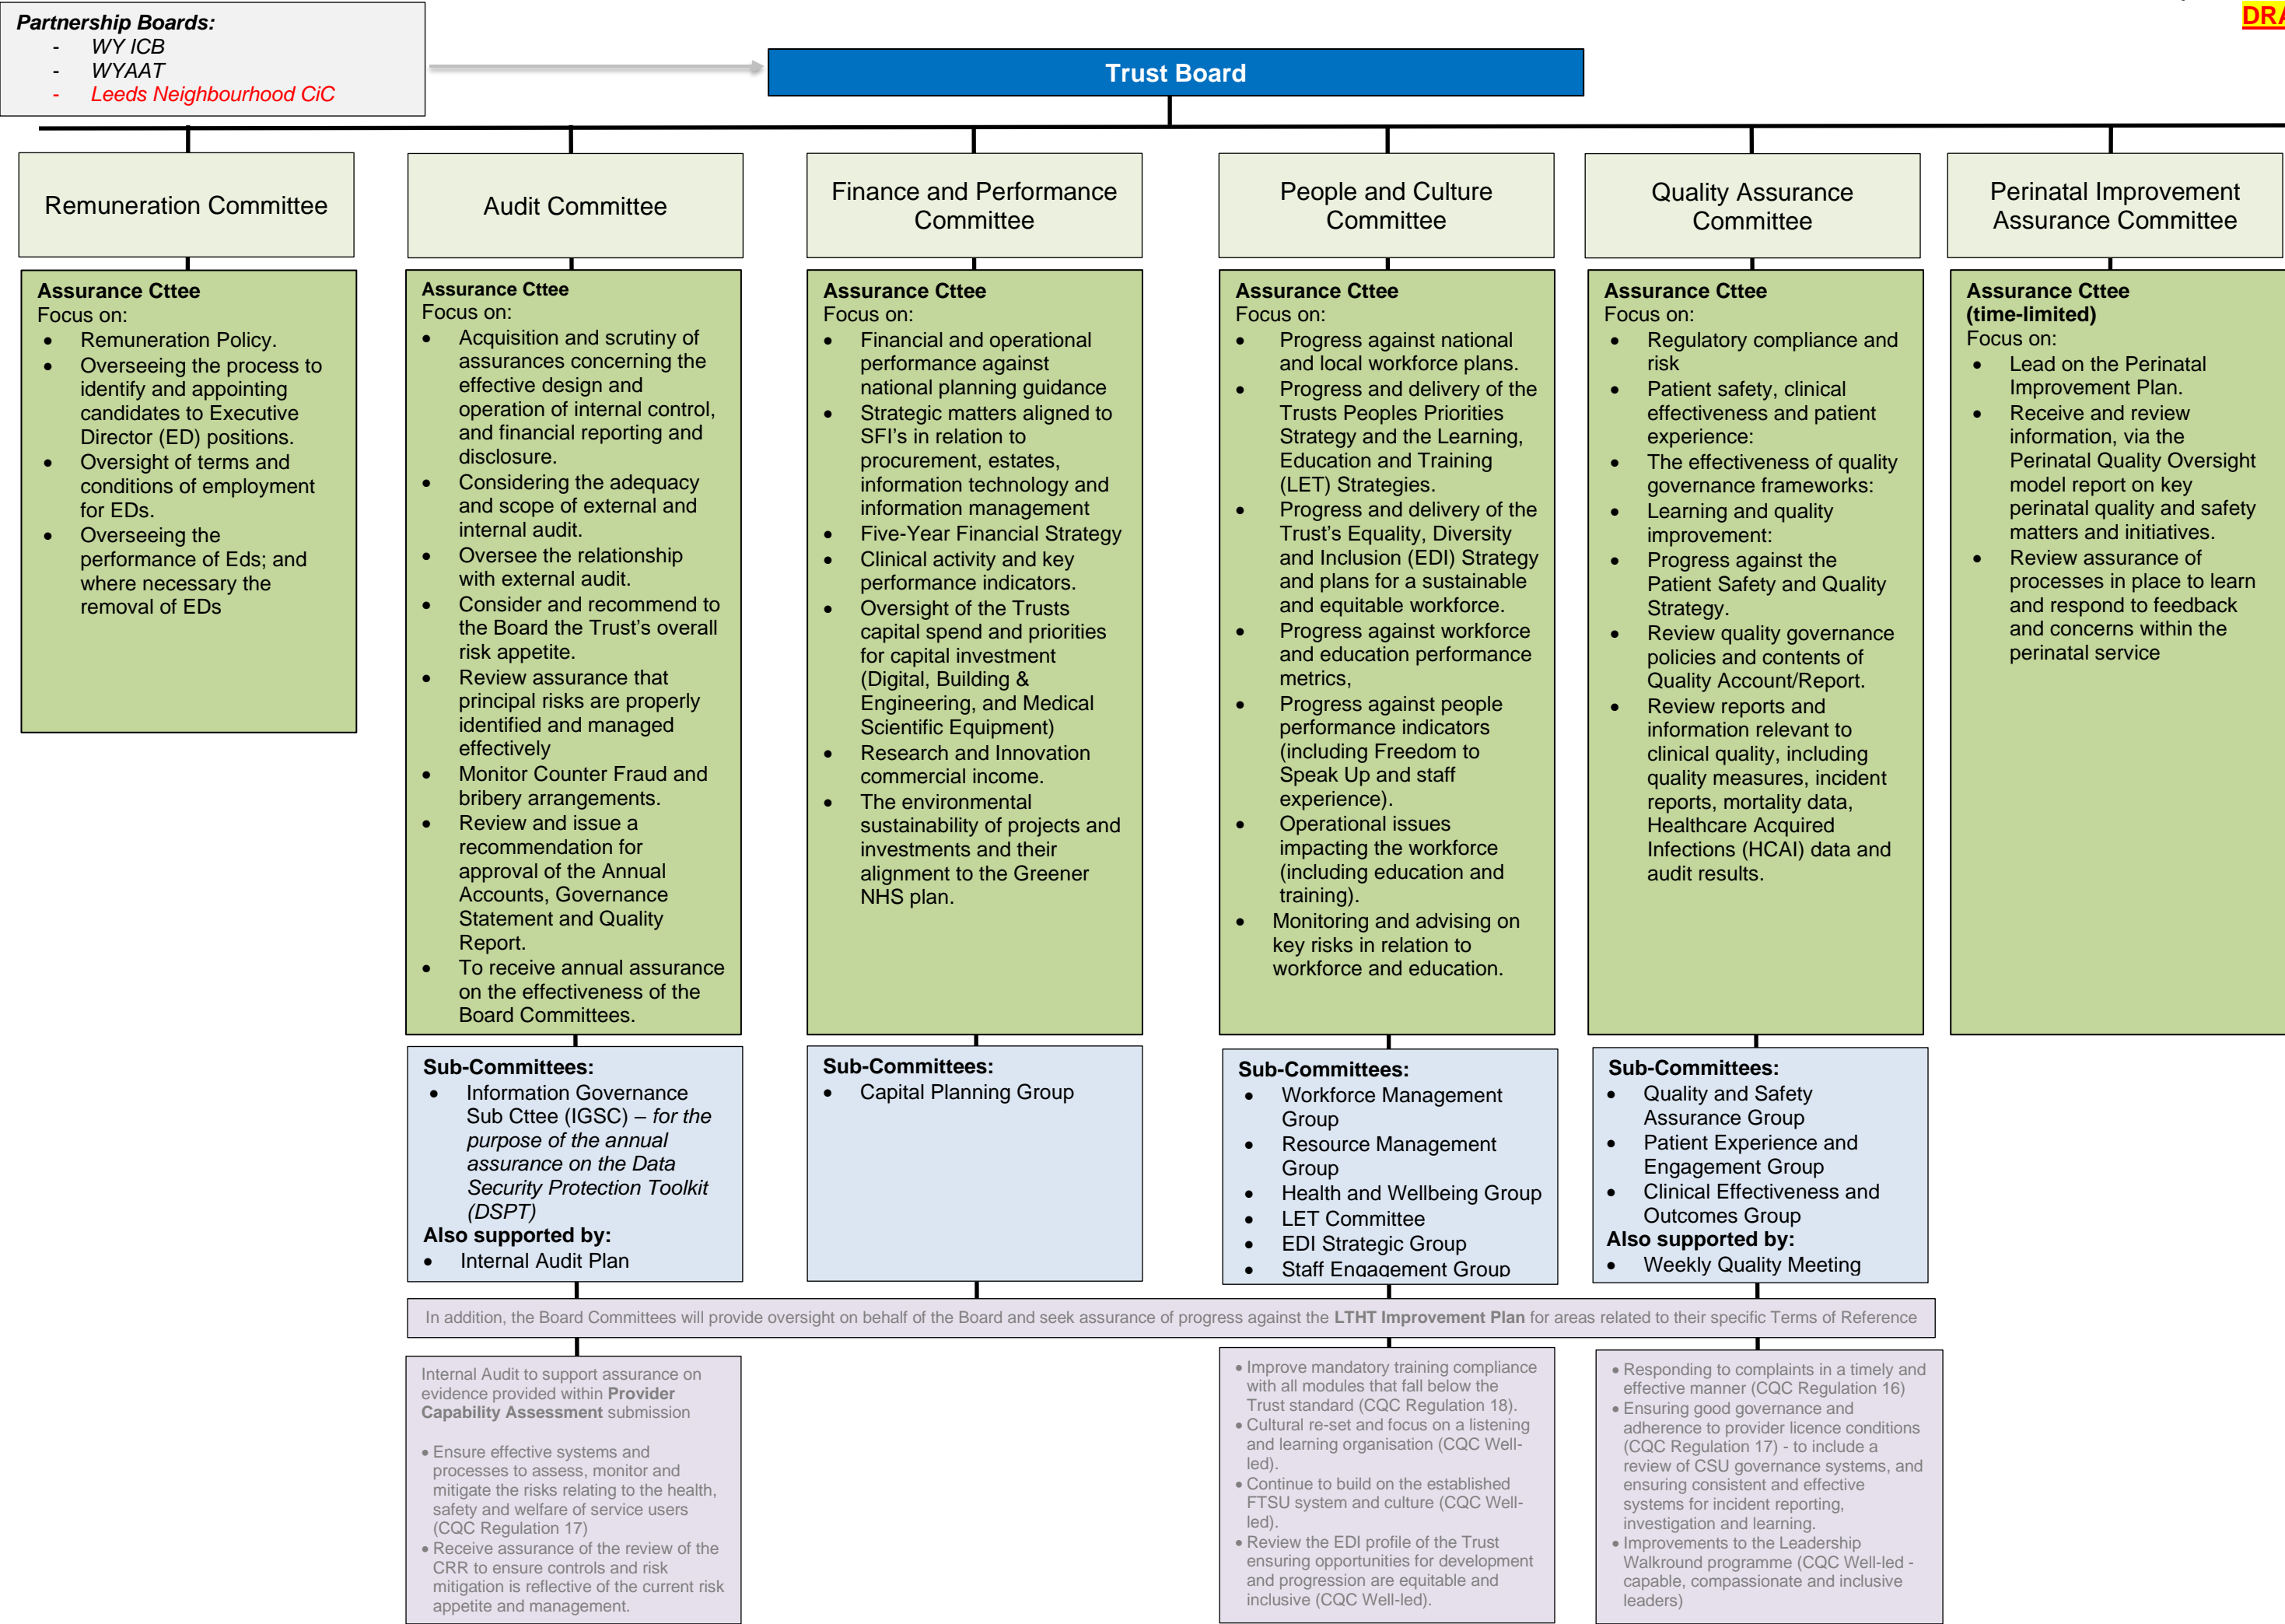 Partnership Boards:
- WY ICB
- WYAAT
- Leeds Neighbourhood CiC
Trust Board
Remuneration Committee
Assurance Cttee
Focus on:
• Remuneration Policy.
• Overseeing the process to
identify and appointing
candidates to Executive
Director (ED) positions.
• Oversight of terms and
conditions of employment
for EDs.
• Overseeing the
performance of Eds; and
where necessary the
removal of EDs
Audit Committee
Assurance Cttee
Focus on:
• Acquisition and scrutiny of
assurances concerning the
effective design and
operation of internal control,
and financial reporting and
disclosure.
• Considering the adequacy
and scope of external and
internal audit.
• Oversee the relationship
with external audit.
• Consider and recommend to
the Board the Trust's overall
risk appetite.
• Review assurance that
principal risks are properly
identified and managed
effectively
• Monitor Counter Fraud and
bribery arrangements.
• Review and issue a
recommendation for
approval of the Annual
Accounts, Governance
Statement and Quality
Report.
• To receive annual assurance
on the effectiveness of the
Board Committees.
Sub-Committees:
• Information Governance
Sub Cttee (IGSC) – for the
purpose of the annual
assurance on the Data
Security Protection Toolkit
(DSPT)
Also supported by:
• Internal Audit Plan
Finance and Performance
Committee
Assurance Cttee
Focus on:
• Financial and operational
performance against
national planning guidance
• Strategic matters aligned to
SFI's in relation to
procurement, estates,
information technology and
information management
• Five-Year Financial Strategy
• Clinical activity and key
performance indicators.
• Oversight of the Trusts
capital spend and priorities
for capital investment
(Digital, Building &
Engineering, and Medical
Scientific Equipment)
• Research and Innovation
commercial income.
• The environmental
sustainability of projects and
investments and their
alignment to the Greener
NHS plan.
Sub-Committees:
• Capital Planning Group
People and Culture
Committee
Assurance Cttee
Focus on:
• Progress against national
and local workforce plans.
• Progress and delivery of the
Trusts Peoples Priorities
Strategy and the Learning,
Education and Training
(LET) Strategies.
• Progress and delivery of the
Trust's Equality, Diversity
and Inclusion (EDI) Strategy
and plans for a sustainable
and equitable workforce.
• Progress against workforce
and education performance
metrics,
• Progress against people
performance indicators
(including Freedom to
Speak Up and staff
experience).
• Operational issues
impacting the workforce
(including education and
training).
• Monitoring and advising on
key risks in relation to
workforce and education.
Sub-Committees:
• Workforce Management
Group
• Resource Management
Group
• Health and Wellbeing Group
• LET Committee
• EDI Strategic Group
• Staff Engagement Group
Quality Assurance
Committee
Assurance Cttee
Focus on:
• Regulatory compliance and
risk
• Patient safety, clinical
effectiveness and patient
experience:
• The effectiveness of quality
governance frameworks:
• Learning and quality
improvement:
• Progress against the
Patient Safety and Quality
Strategy.
• Review quality governance
policies and contents of
Quality Account/Report.
• Review reports and
information relevant to
clinical quality, including
quality measures, incident
reports, mortality data,
Healthcare Acquired
Infections (HCAI) data and
audit results.
Sub-Committees:
• Quality and Safety
Assurance Group
• Patient Experience and
Engagement Group
• Clinical Effectiveness and
Outcomes Group
Also supported by:
• Weekly Quality Meeting
Perinatal Improvement
Assurance Committee
Assurance Cttee
(time-limited)
Focus on:
• Lead on the Perinatal
Improvement Plan.
• Receive and review
information, via the
Perinatal Quality Oversight
model report on key
perinatal quality and safety
matters and initiatives.
• Review assurance of
processes in place to learn
and respond to feedback
and concerns within the
perinatal service
In addition, the Board Committees will provide oversight on behalf of the Board and seek assurance of progress against the LTHT Improvement Plan for areas related to their specific Terms of Reference
Internal Audit to support assurance on
evidence provided within Provider
Capability Assessment submission
• Ensure effective systems and
processes to assess, monitor and
mitigate the risks relating to the health,
safety and welfare of service users
(CQC Regulation 17)
• Receive assurance of the review of the
CRR to ensure controls and risk
mitigation is reflective of the current risk
appetite and management.
• Improve mandatory training compliance
with all modules that fall below the
Trust standard (CQC Regulation 18).
• Cultural re-set and focus on a listening
and learning organisation (CQC Well-
led).
• Continue to build on the established
FTSU system and culture (CQC Well-
led).
• Review the EDI profile of the Trust
ensuring opportunities for development
and progression are equitable and
inclusive (CQC Well-led).
• Responding to complaints in a timely and
effective manner (CQC Regulation 16)
• Ensuring good governance and
adherence to provider licence conditions
(CQC Regulation 17) - to include a
review of CSU governance systems, and
ensuring consistent and effective
systems for incident reporting,
investigation and learning.
• Improvements to the Leadership
Walkround programme (CQC Well-led -
capable, compassionate and inclusive
leaders)